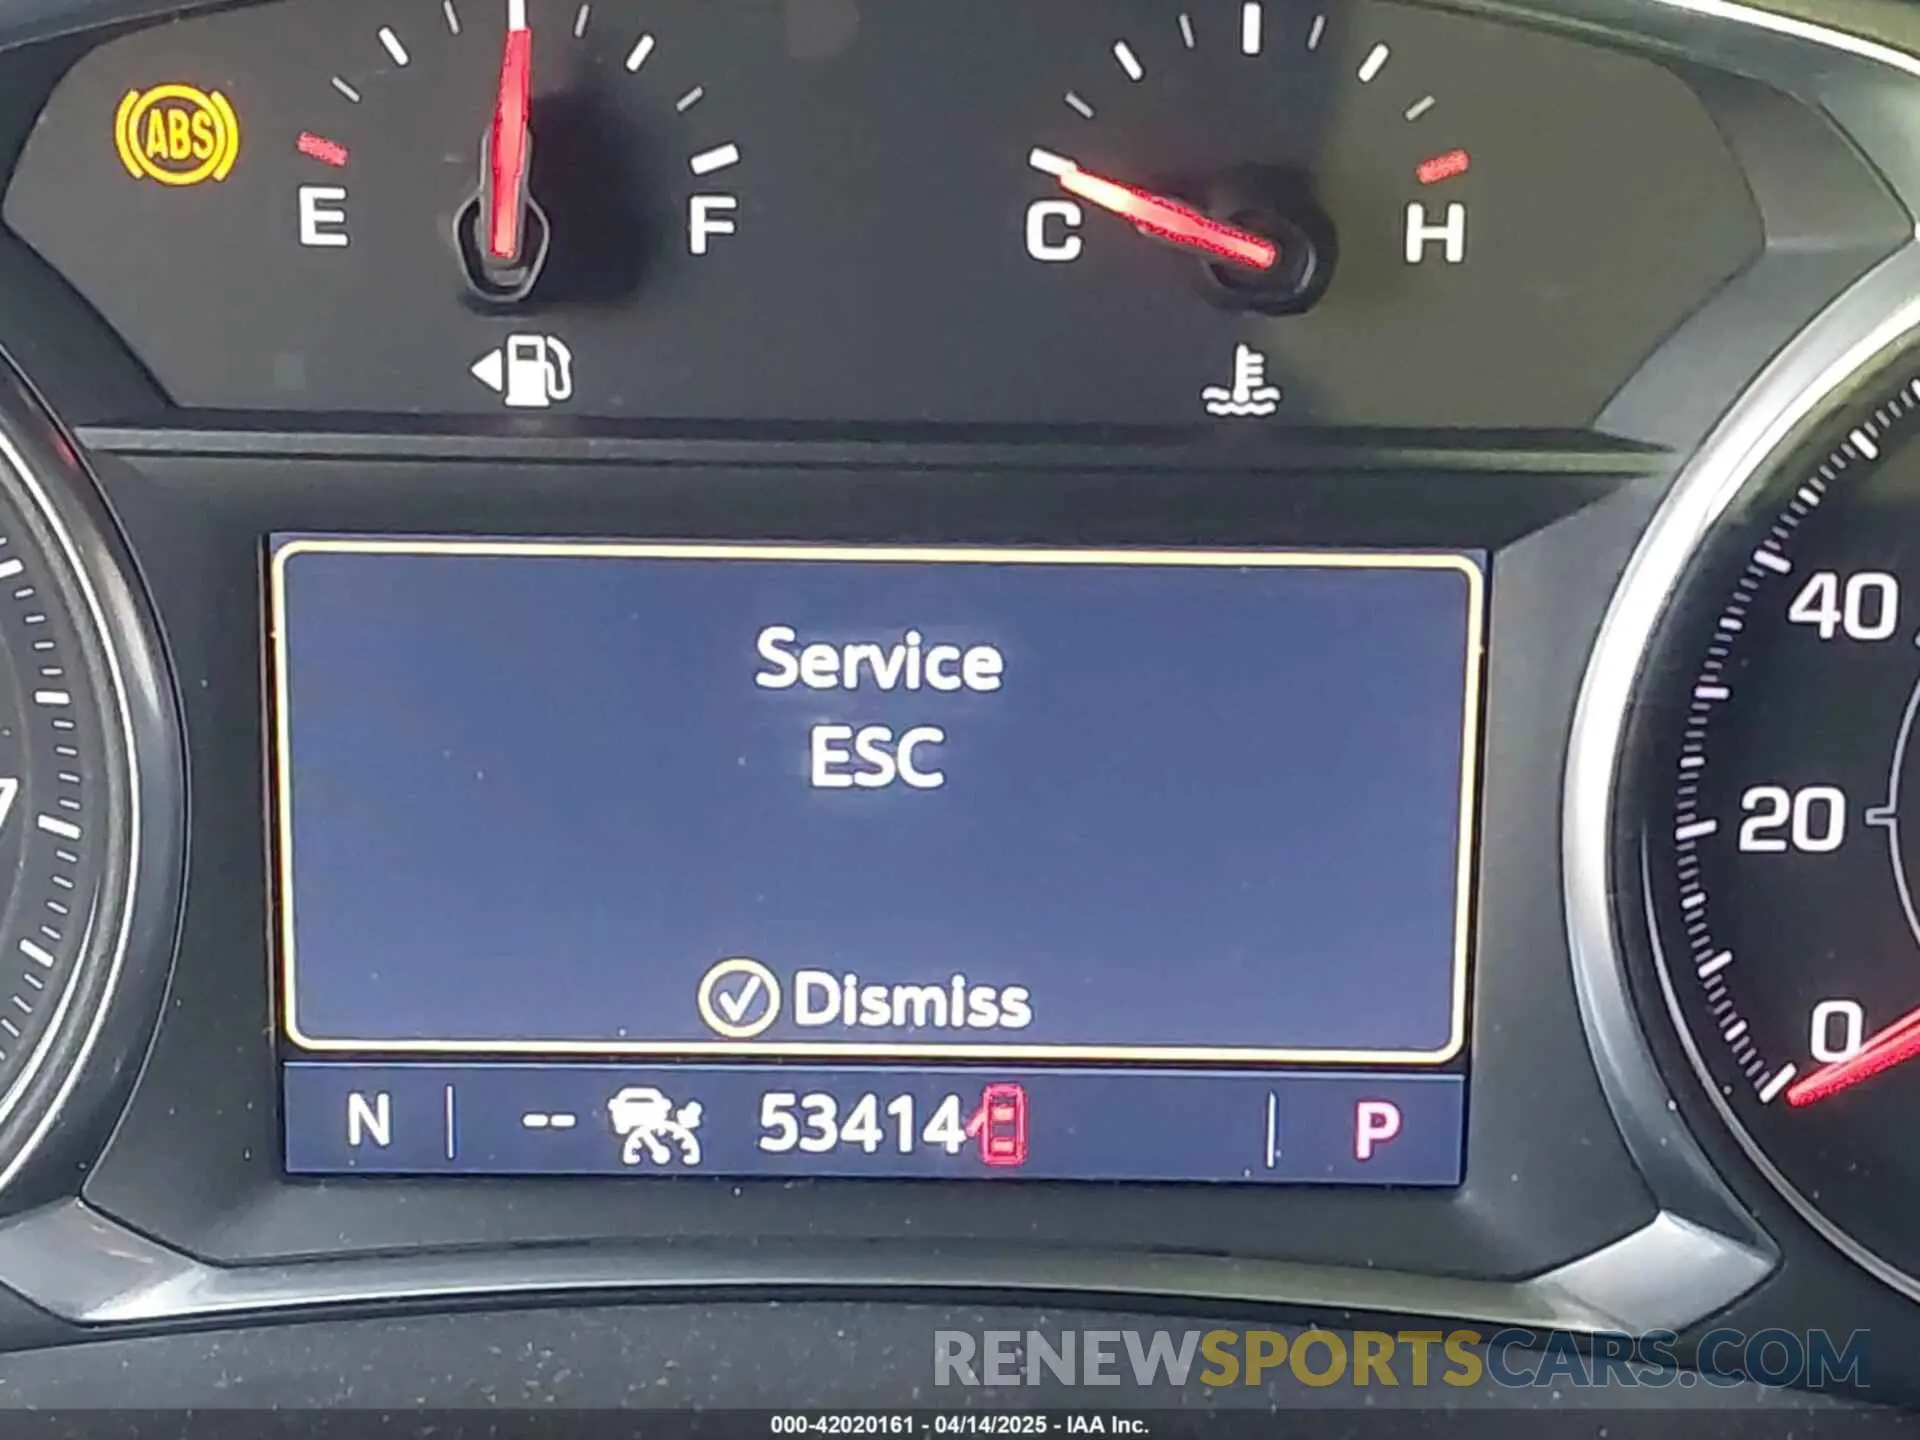 ABS
E F C H
40
20
0
Service
ESC
Dismiss
N -- 53414 P
RENEWSPORTSCARS.COM
000-42020161 - 04/14/2025 - IAA Inc.